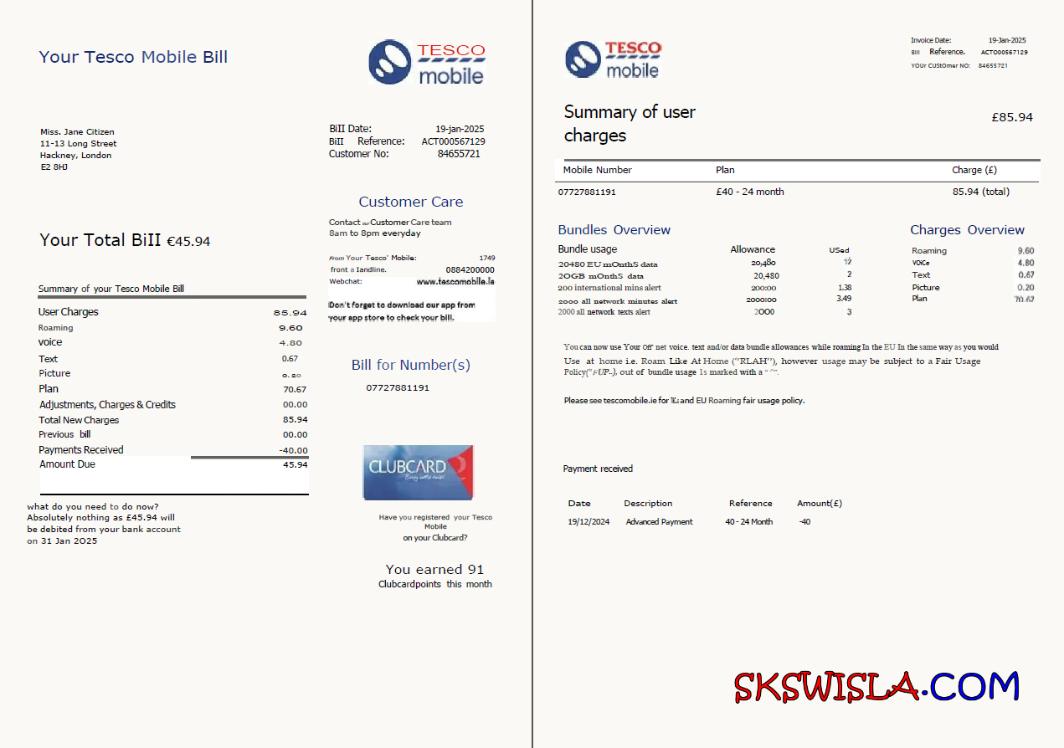 Your Tesco Mobile Bill
TESCO
mobile
Miss. Jane Citizen
11-13 Long Street
Hackney, London
E2 8HJ
BiII Date: 19-jan-2025
BiII Reference: ACT000567129
Customer No: 84655721
Customer Care
Contact our Customer Care team
8am to 8pm everyday
From Your Tesco' Mobile: 1749
front a Iandline. 0884200000
Webchat: www.tescomobile.Ie
Don't forget to download our app from
your app store to check your bill.
Your Total BiII €45.94
Summary of your Tesco Mobile Bill
User Charges 85.94
Roaming 9.60
voice 4.80
Text 0.67
Picture 0.20
Plan 70.67
Adjustments, Charges & Credits 00.00
Total New Charges 85.94
Previous bill 00.00
Payments Received -40.00
Amount Due 45.94
what do you need to do now?
Absolutely nothing as £45.94 will
be debited from your bank account
on 31 Jan 2025
Bill for Number(s)
07727881191
CLUBCARD
Every little helps
Have you registered your Tesco
Mobile
on your Clubcard?
You earned 91
Clubcardpoints this month
TESCO
mobile
Invoice Date: 19-Jan-2025
Bill Reference. ACT000567129
YOUr CUStOmer NO: 84655721
Summary of user
charges
£85.94
Mobile Number Plan Charge (£)
07727881191 £40 - 24 month 85.94 (total)
Bundles Overview
Bundle usage Allowance USed
20480 EU mOnthS data 20,480 12
2OGB mOnthS data 20,480 2
200 international mins alert 200:00 1.38
2000 all network minutes alert 2000:00 3.49
2000 all network texts alert 2OOO 3
Charges Overview
Roaming 9.60
VOICe 4.80
Text 0.67
Picture 0.20
Plan 70.67
You can now use Your Off net voice. text and/or data bundle allowances while roaming In the EU In the same way as you would
Use at home i.e. Roam Like At Home ("RLAH"), however usage may be subject to a Fair Usage
Policy("FUP-), out of bundle usage 1s marked with a
Please see tescomobile.ie for and EU Roaming fair usage policy.
Payment received
Date Description Reference Amount(£)
19/12/2024 Advanced Payment 40 - 24 Month -40
SKSWISLA.COM